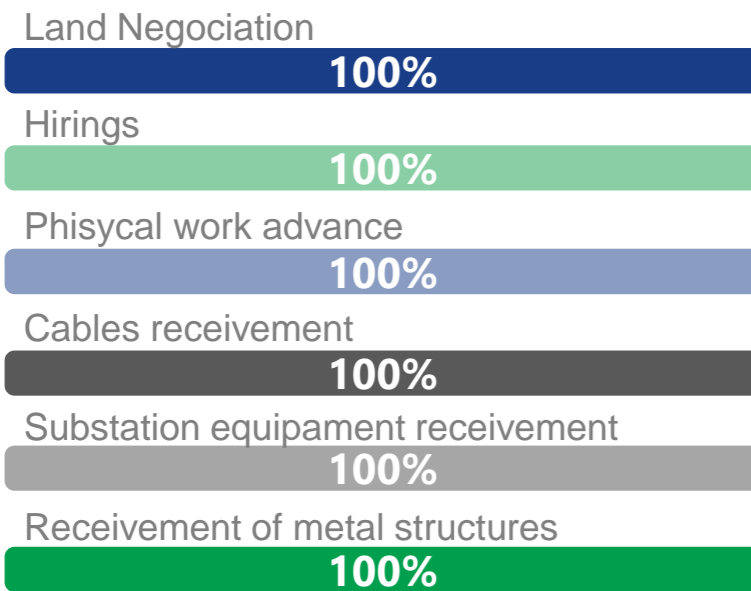 Land Negociation
100%
Hirings
100%
Phisycal work advance
100%
Cables receivement
100%
Substation equipament receivement
100%
Receivement of metal structures
100%